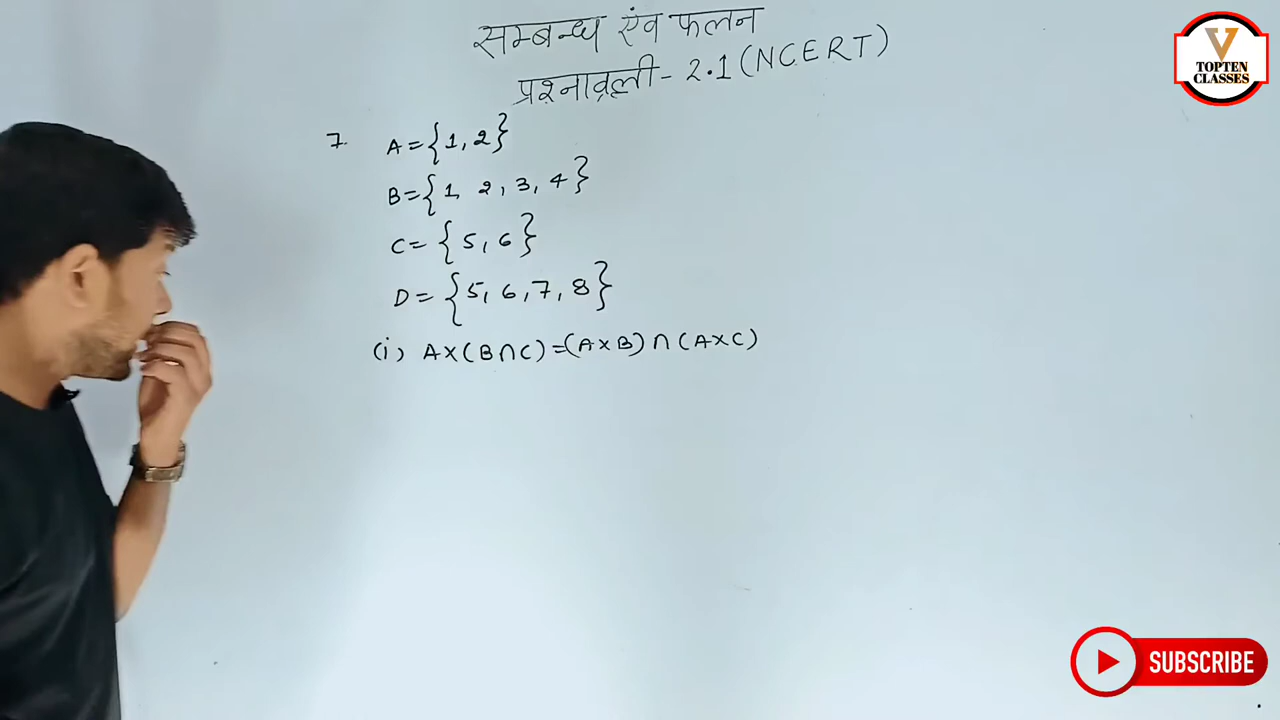 सम्बन्ध एंव फलन
प्रश्नावली - 2.1 (NCERT)
7. A = {1, 2}
B = {1, 2, 3, 4}
C = {5, 6}
D = {5, 6, 7, 8}
(i) A×(B∩C) = (A×B) ∩ (A×C)
V
TOPTEN
CLASSES
SUBSCRIBE